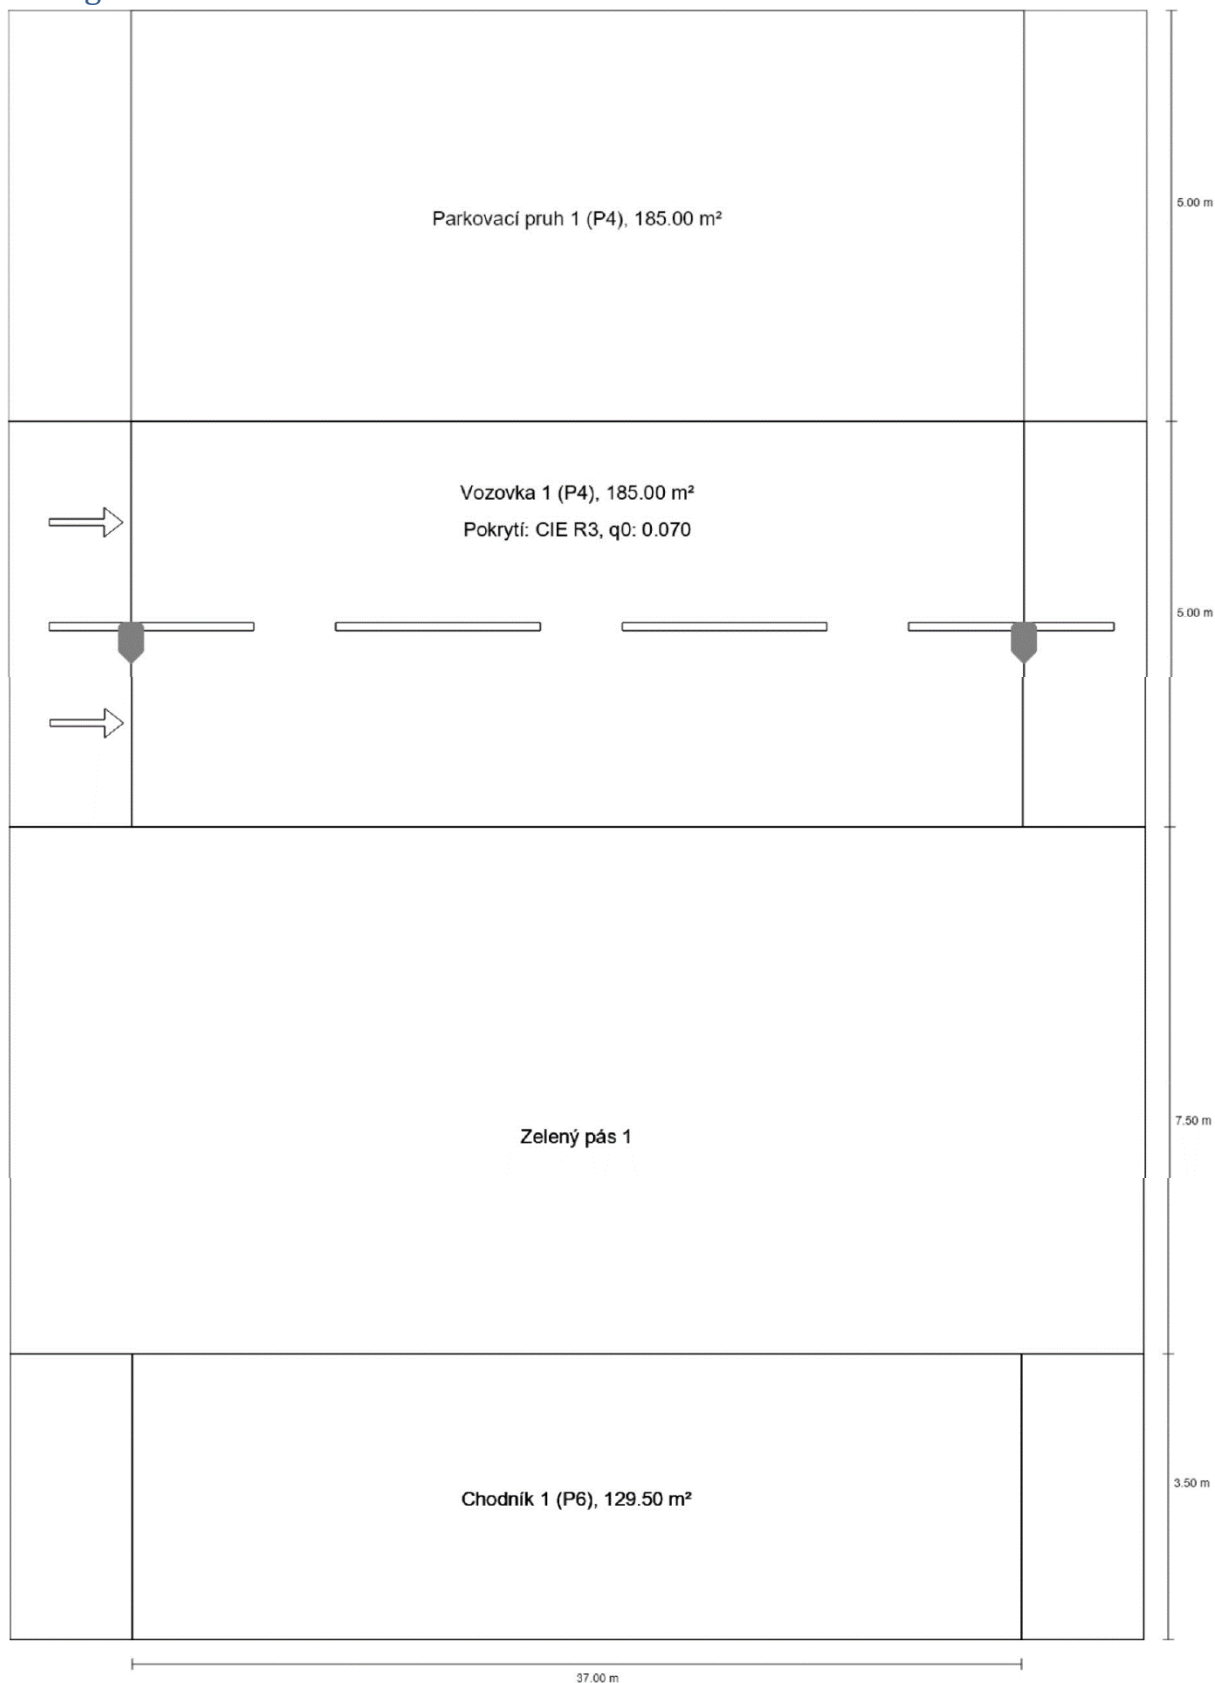 Parkovací pruh 1 (P4), 185.00 m²
5.00 m
Vozovka 1 (P4), 185.00 m²
Pokrytí: CIE R3, q0: 0.070
5.00 m
Zelený pás 1
7.50 m
Chodník 1 (P6), 129.50 m²
3.50 m
37.00 m